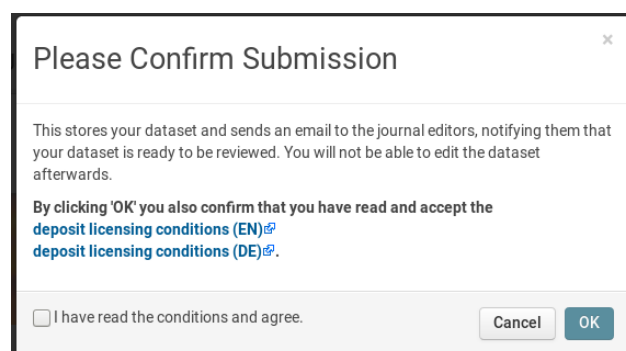 Please Confirm Submission
×
This stores your dataset and sends an email to the journal editors, notifying them that
your dataset is ready to be reviewed. You will not be able to edit the dataset
afterwards.
By clicking 'OK' you also confirm that you have read and accept the
deposit licensing conditions (EN)
deposit licensing conditions (DE).
I have read the conditions and agree.
Cancel
OK